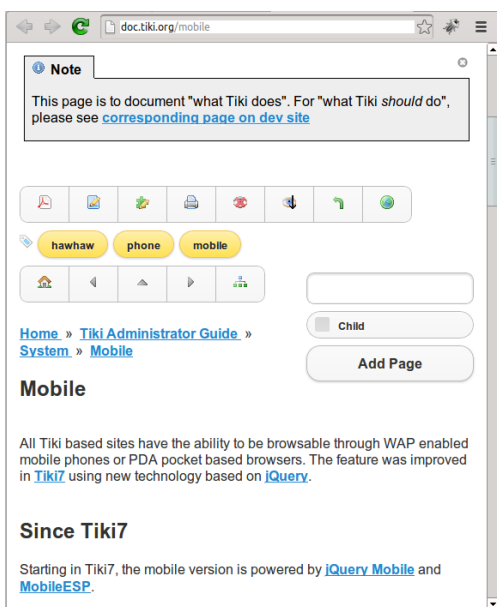 doc.tiki.org/mobile
Note
This page is to document "what Tiki does". For "what Tiki should do",
please see corresponding page on dev site
hawhaw phone mobile
Child
Add Page
Home » Tiki Administrator Guide »
System » Mobile
Mobile
All Tiki based sites have the ability to be browsable through WAP enabled
mobile phones or PDA pocket based browsers. The feature was improved
in Tiki7 using new technology based on jQuery.
Since Tiki7
Starting in Tiki7, the mobile version is powered by jQuery Mobile and
MobileESP.